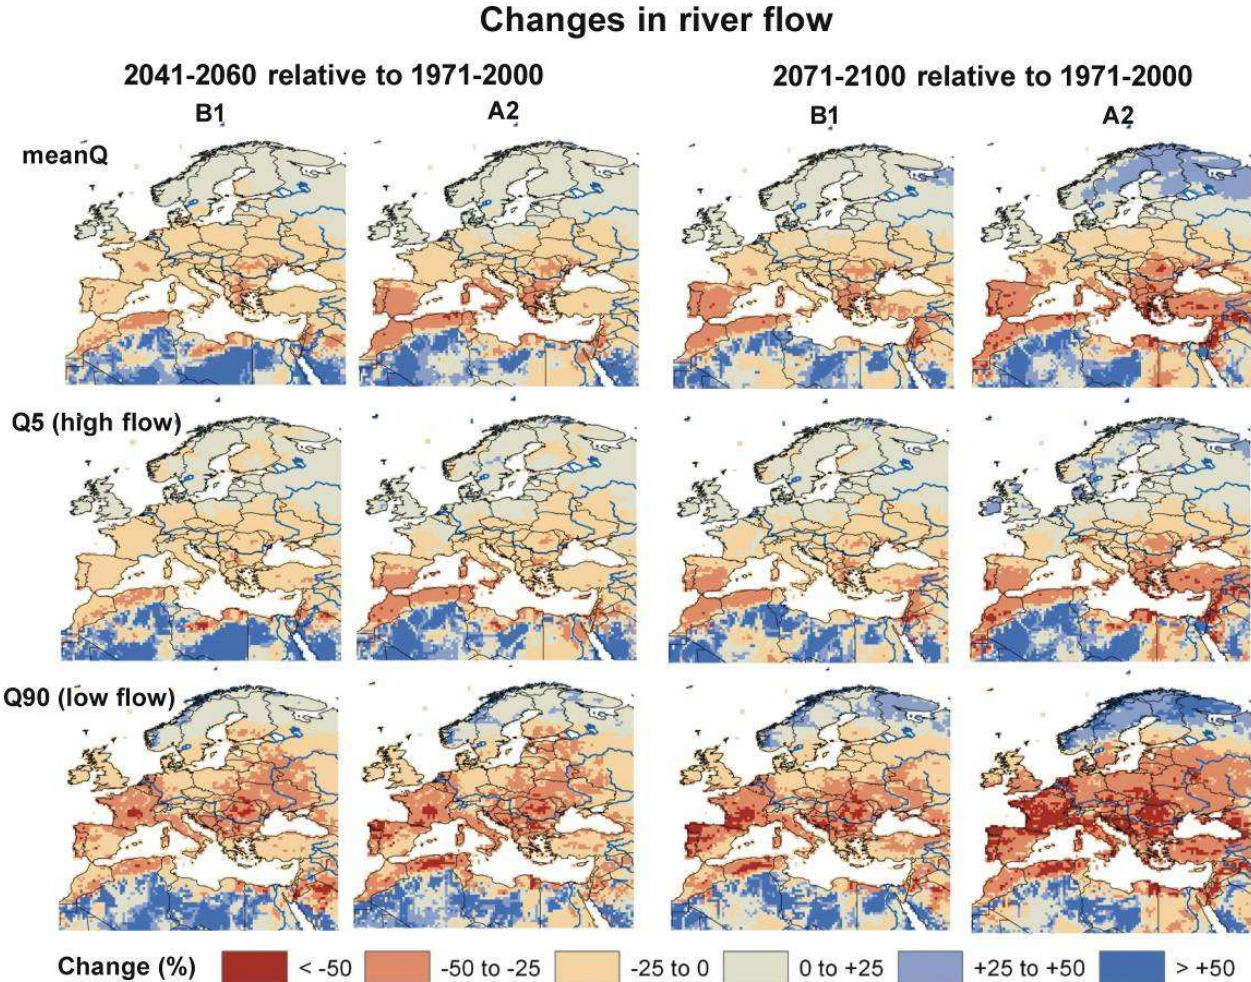 Changes in river flow
2041-2060 relative to 1971-2000
2071-2100 relative to 1971-2000
B1
A2
B1
A2
meanQ
Q5 (high flow)
Q90 (low flow)
Change (%)
< -50
-50 to -25
-25 to 0
0 to +25
+25 to +50
> +50